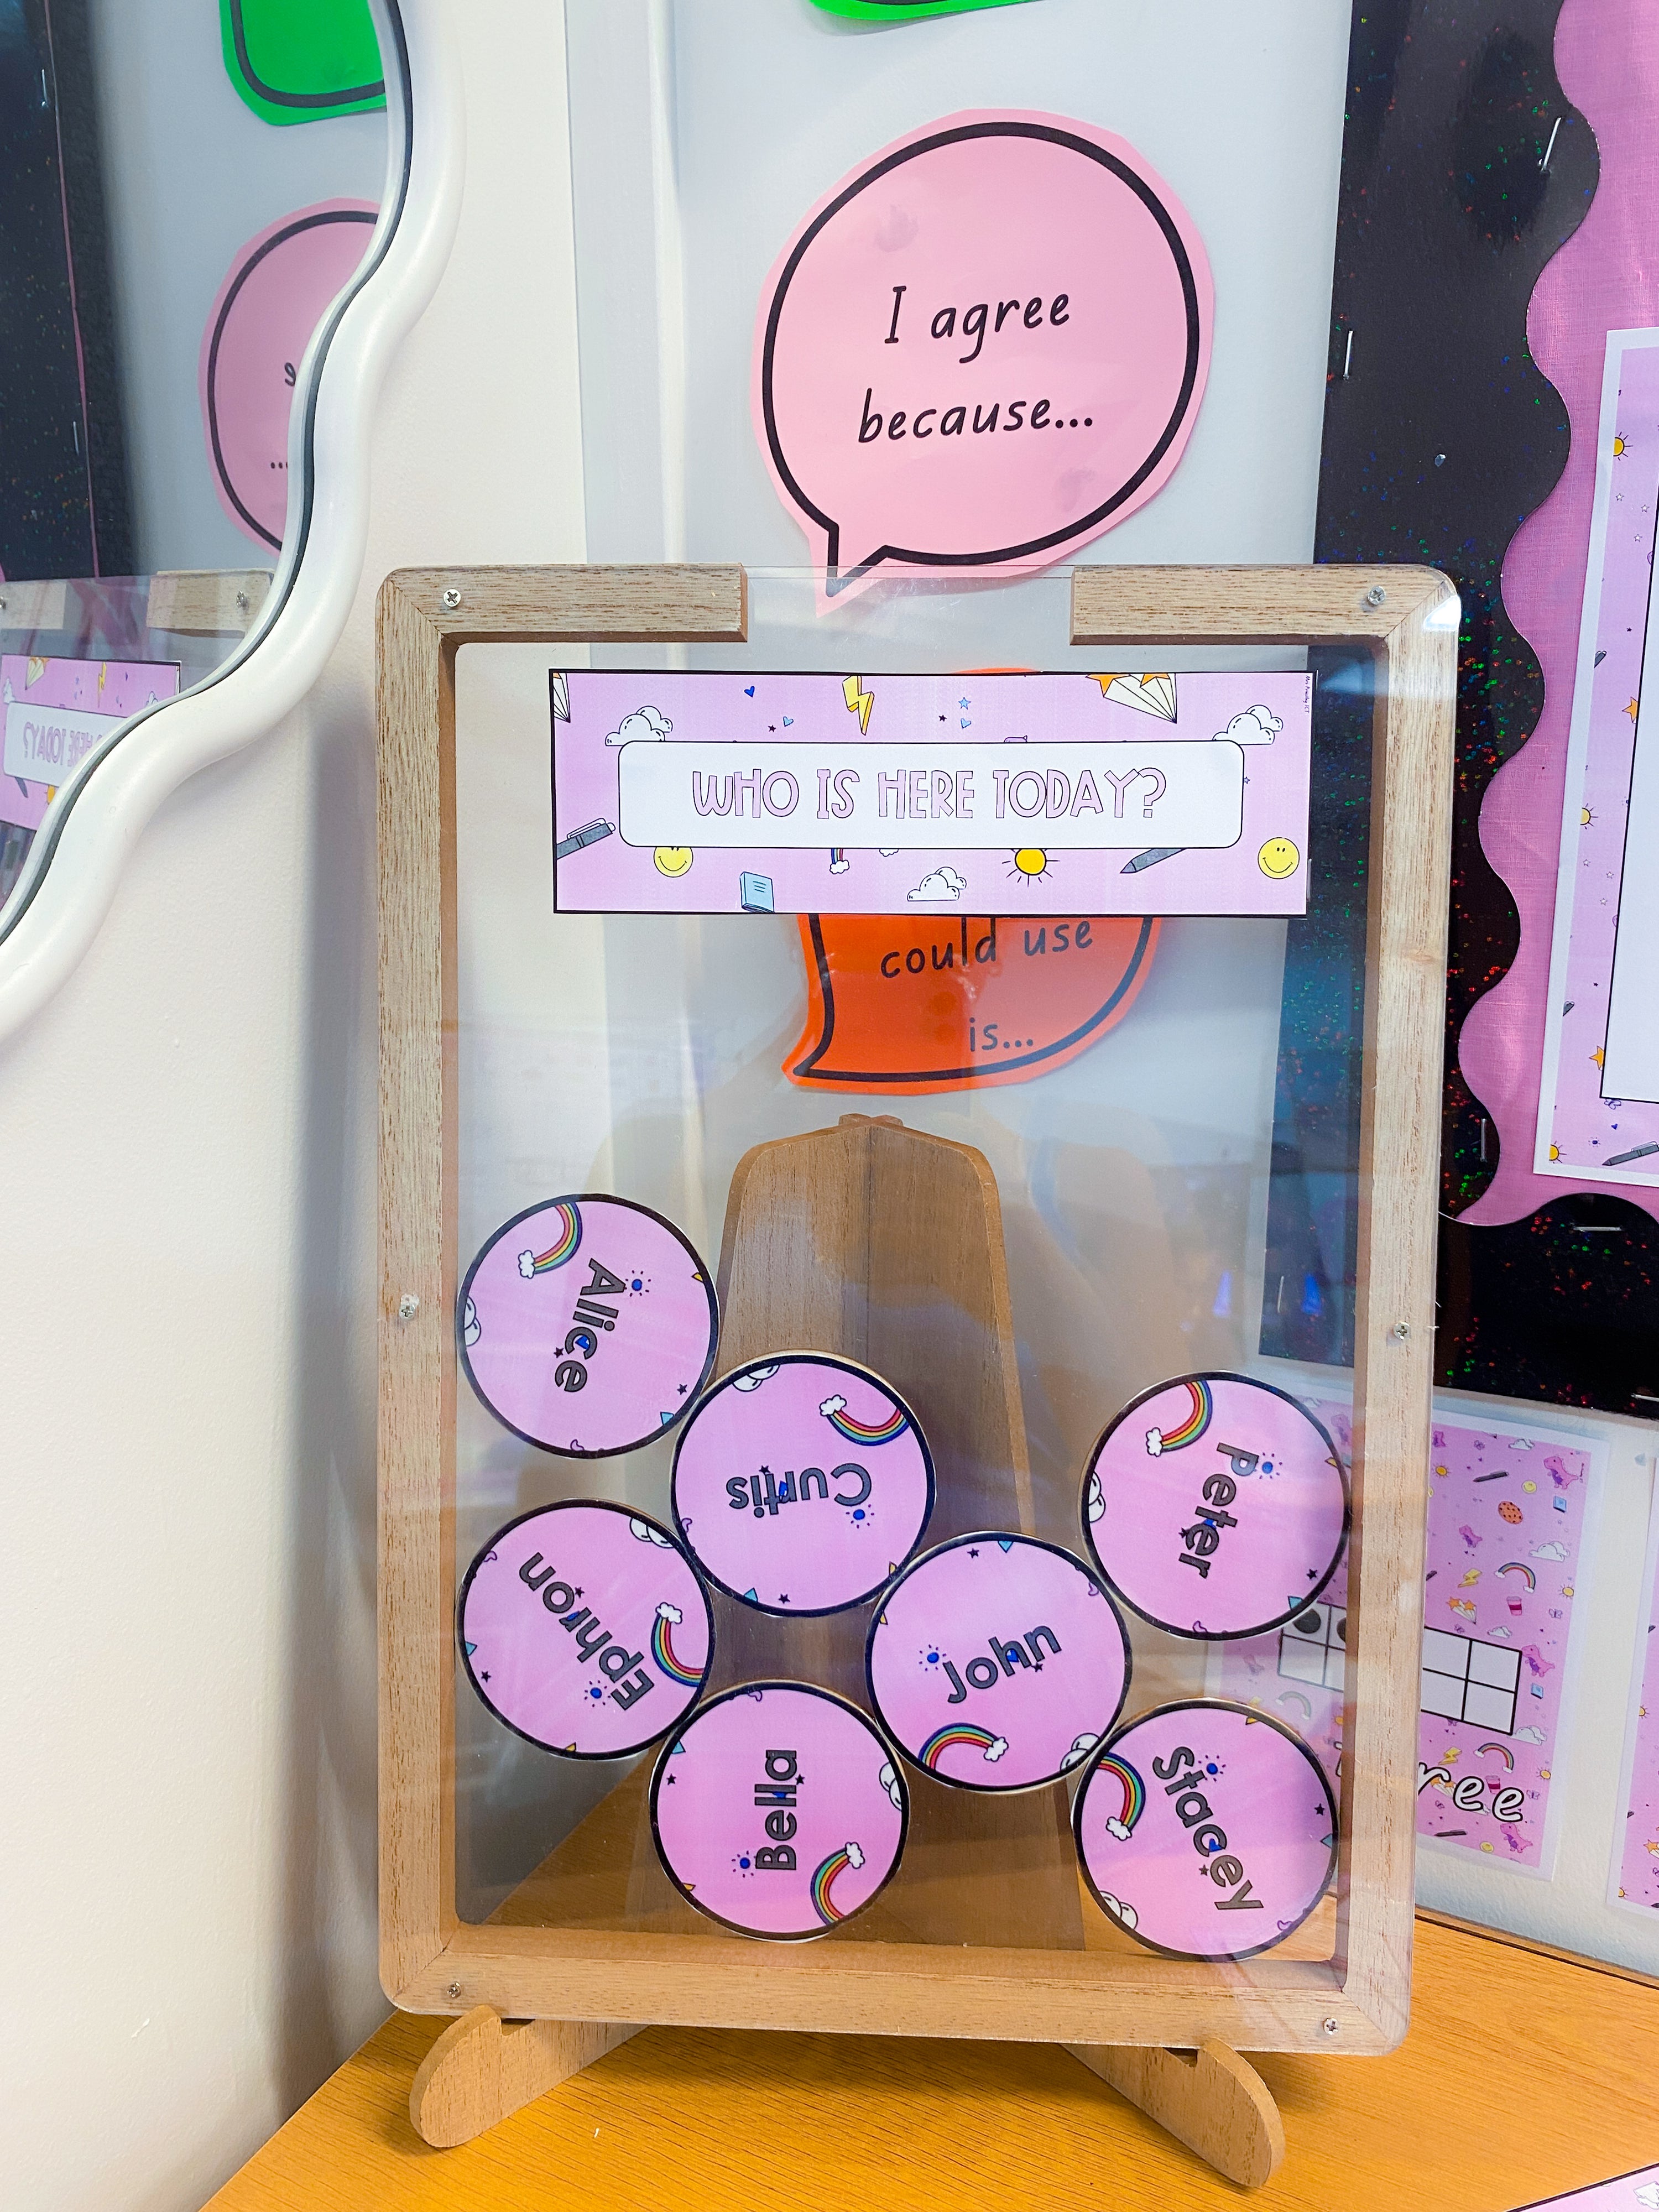 I agree
because...
WHO IS HERE TODAY?
could use
is...
Alice
Curtis
Peter
Ephron
John
Bella
Stacey